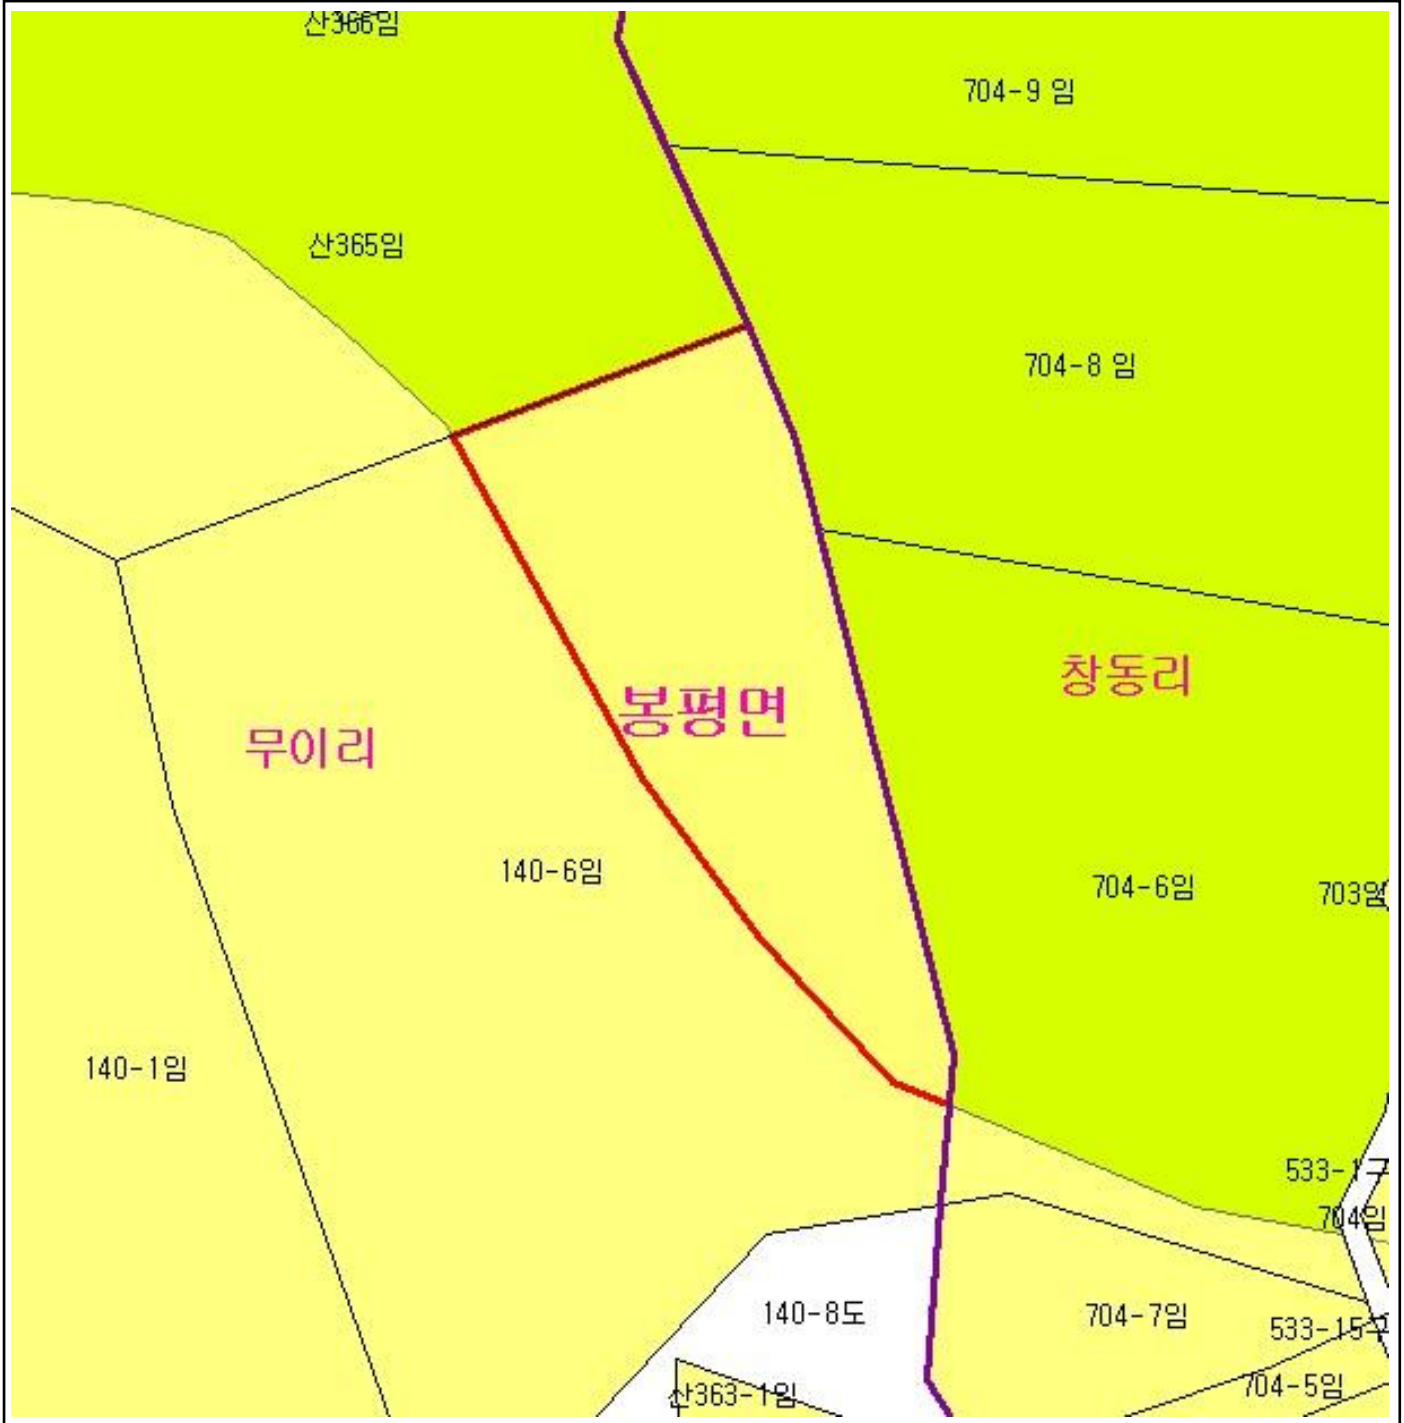 산366임
704-9 임
산365임
704-8 임
창동리
봉평면
무이리
140-6임
704-6임
703임
140-1임
533-1구
704임
140-8도
704-7임
533-15구
704-5임
산363-1임